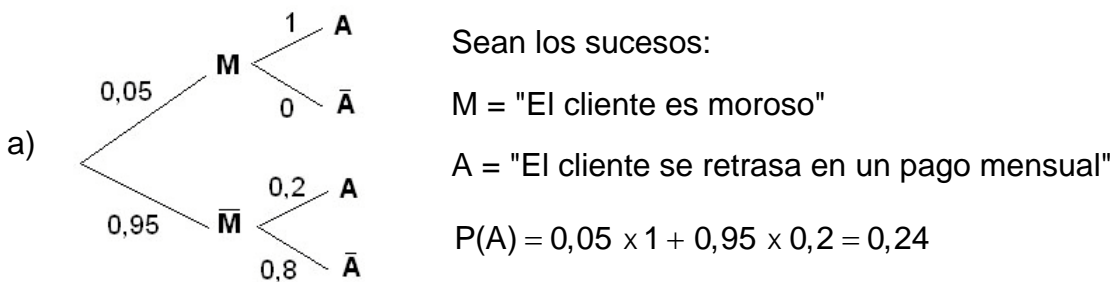 1 A
Sean los sucesos:
M
0,05
0 Ā
M = "El cliente es moroso"
a)
A = "El cliente se retrasa en un pago mensual"
0,2 A
0,95 M̅
P(A) = 0,05 × 1 + 0,95 × 0,2 = 0,24
0,8 Ā